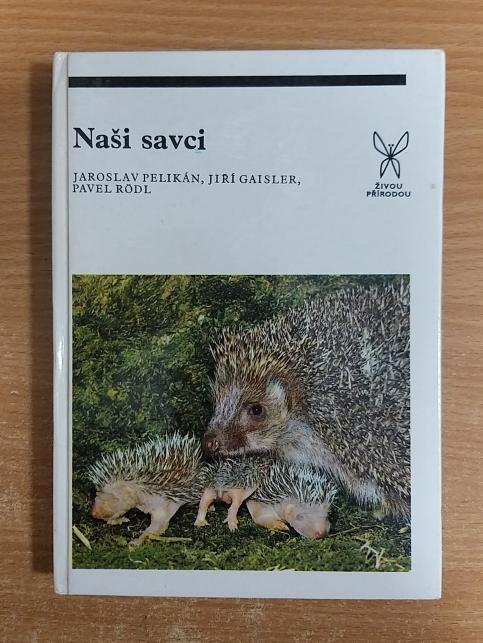 Naši savci
JAROSLAV PELIKÁN, JIŘÍ GAISLER,
PAVEL RÖDL
ŽIVOU
PŘÍRODOU